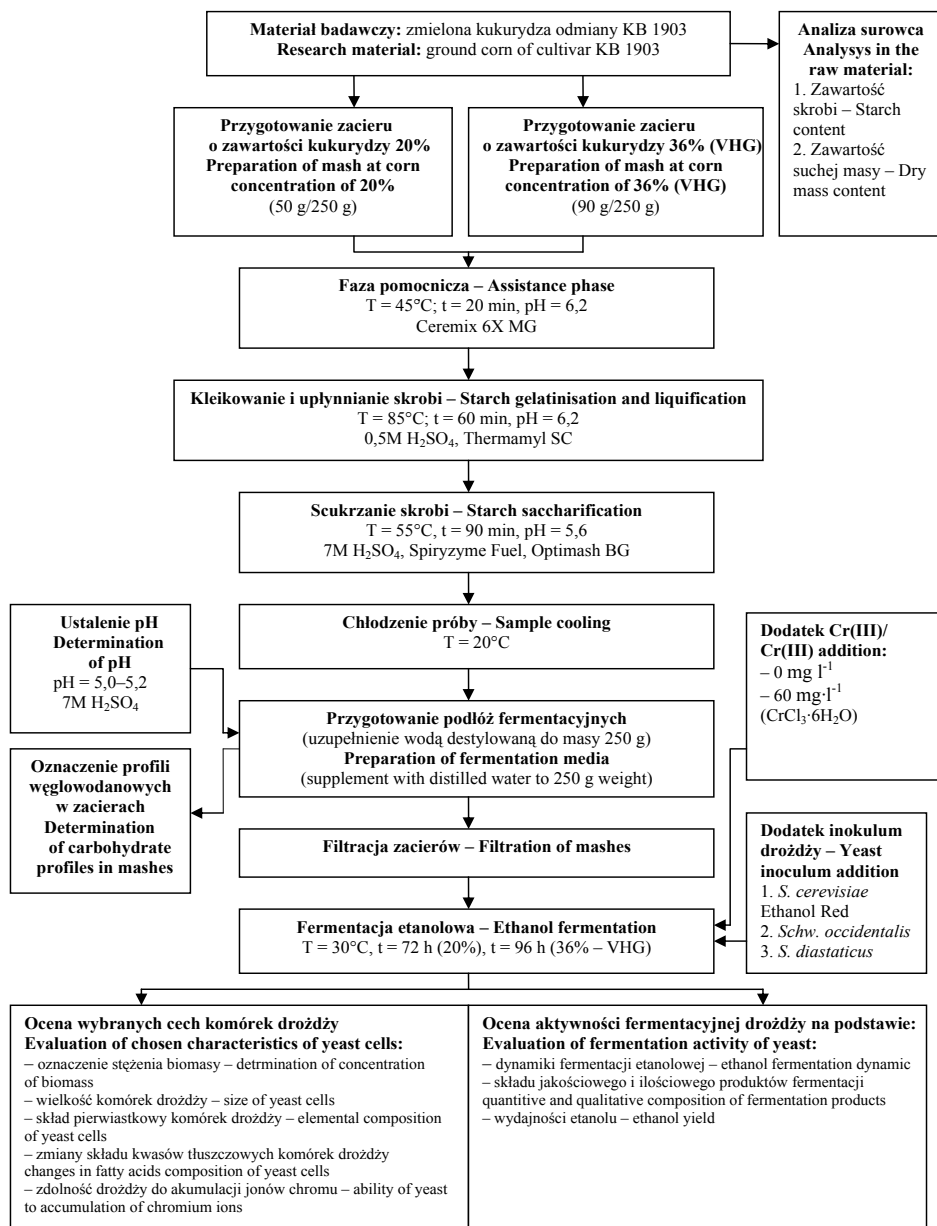 Materiał badawczy: zmielona kukurydza odmiany KB 1903
Research material: ground corn of cultivar KB 1903
Analiza surowca
Analysys in the
raw material:
1. Zawartość
skrobi – Starch
content
2. Zawartość
suchej masy – Dry
mass content
Przygotowanie zacieru
o zawartości kukurydzy 20%
Preparation of mash at corn
concentration of 20%
(50 g/250 g)
Przygotowanie zacieru
o zawartości kukurydzy 36% (VHG)
Preparation of mash at corn
concentration of 36% (VHG)
(90 g/250 g)
Faza pomocnicza – Assistance phase
T = 45°C; t = 20 min, pH = 6,2
Ceremix 6X MG
Kleikowanie i upłynnianie skrobi – Starch gelatinisation and liquification
T = 85°C; t = 60 min, pH = 6,2
0,5M H₂SO₄, Thermamyl SC
Scukrzanie skrobi – Starch saccharification
T = 55°C, t = 90 min, pH = 5,6
7M H₂SO₄, Spiryzyme Fuel, Optimash BG
Ustalenie pH
Determination
of pH
pH = 5,0–5,2
7M H₂SO₄
Chłodzenie próby – Sample cooling
T = 20°C
Dodatek Cr(III)/
Cr(III) addition:
– 0 mg l⁻¹
– 60 mg·l⁻¹
(CrCl₃·6H₂O)
Przygotowanie podłóż fermentacyjnych
(uzupełnienie wodą destylowaną do masy 250 g)
Preparation of fermentation media
(supplement with distilled water to 250 g weight)
Oznaczenie profili
węglowodanowych
w zacierach
Determination
of carbohydrate
profiles in mashes
Filtracja zacierów – Filtration of mashes
Dodatek inokulum
drożdży – Yeast
inoculum addition
1. S. cerevisiae
Ethanol Red
2. Schw. occidentalis
3. S. diastaticus
Fermentacja etanolowa – Ethanol fermentation
T = 30°C, t = 72 h (20%), t = 96 h (36% – VHG)
Ocena wybranych cech komórek drożdży
Evaluation of chosen characteristics of yeast cells:
– oznaczenie stężenia biomasy – detrmination of concentration
of biomass
– wielkość komórek drożdży – size of yeast cells
– skład pierwiastkowy komórek drożdży – elemental composition
of yeast cells
– zmiany składu kwasów tłuszczowych komórek drożdży
changes in fatty acids composition of yeast cells
– zdolność drożdży do akumulacji jonów chromu – ability of yeast
to accumulation of chromium ions
Ocena aktywności fermentacyjnej drożdży na podstawie:
Evaluation of fermentation activity of yeast:
– dynamiki fermentacji etanolowej – ethanol fermentation dynamic
– składu jakościowego i ilościowego produktów fermentacji
quantitive and qualitative composition of fermentation products
– wydajności etanolu – ethanol yield